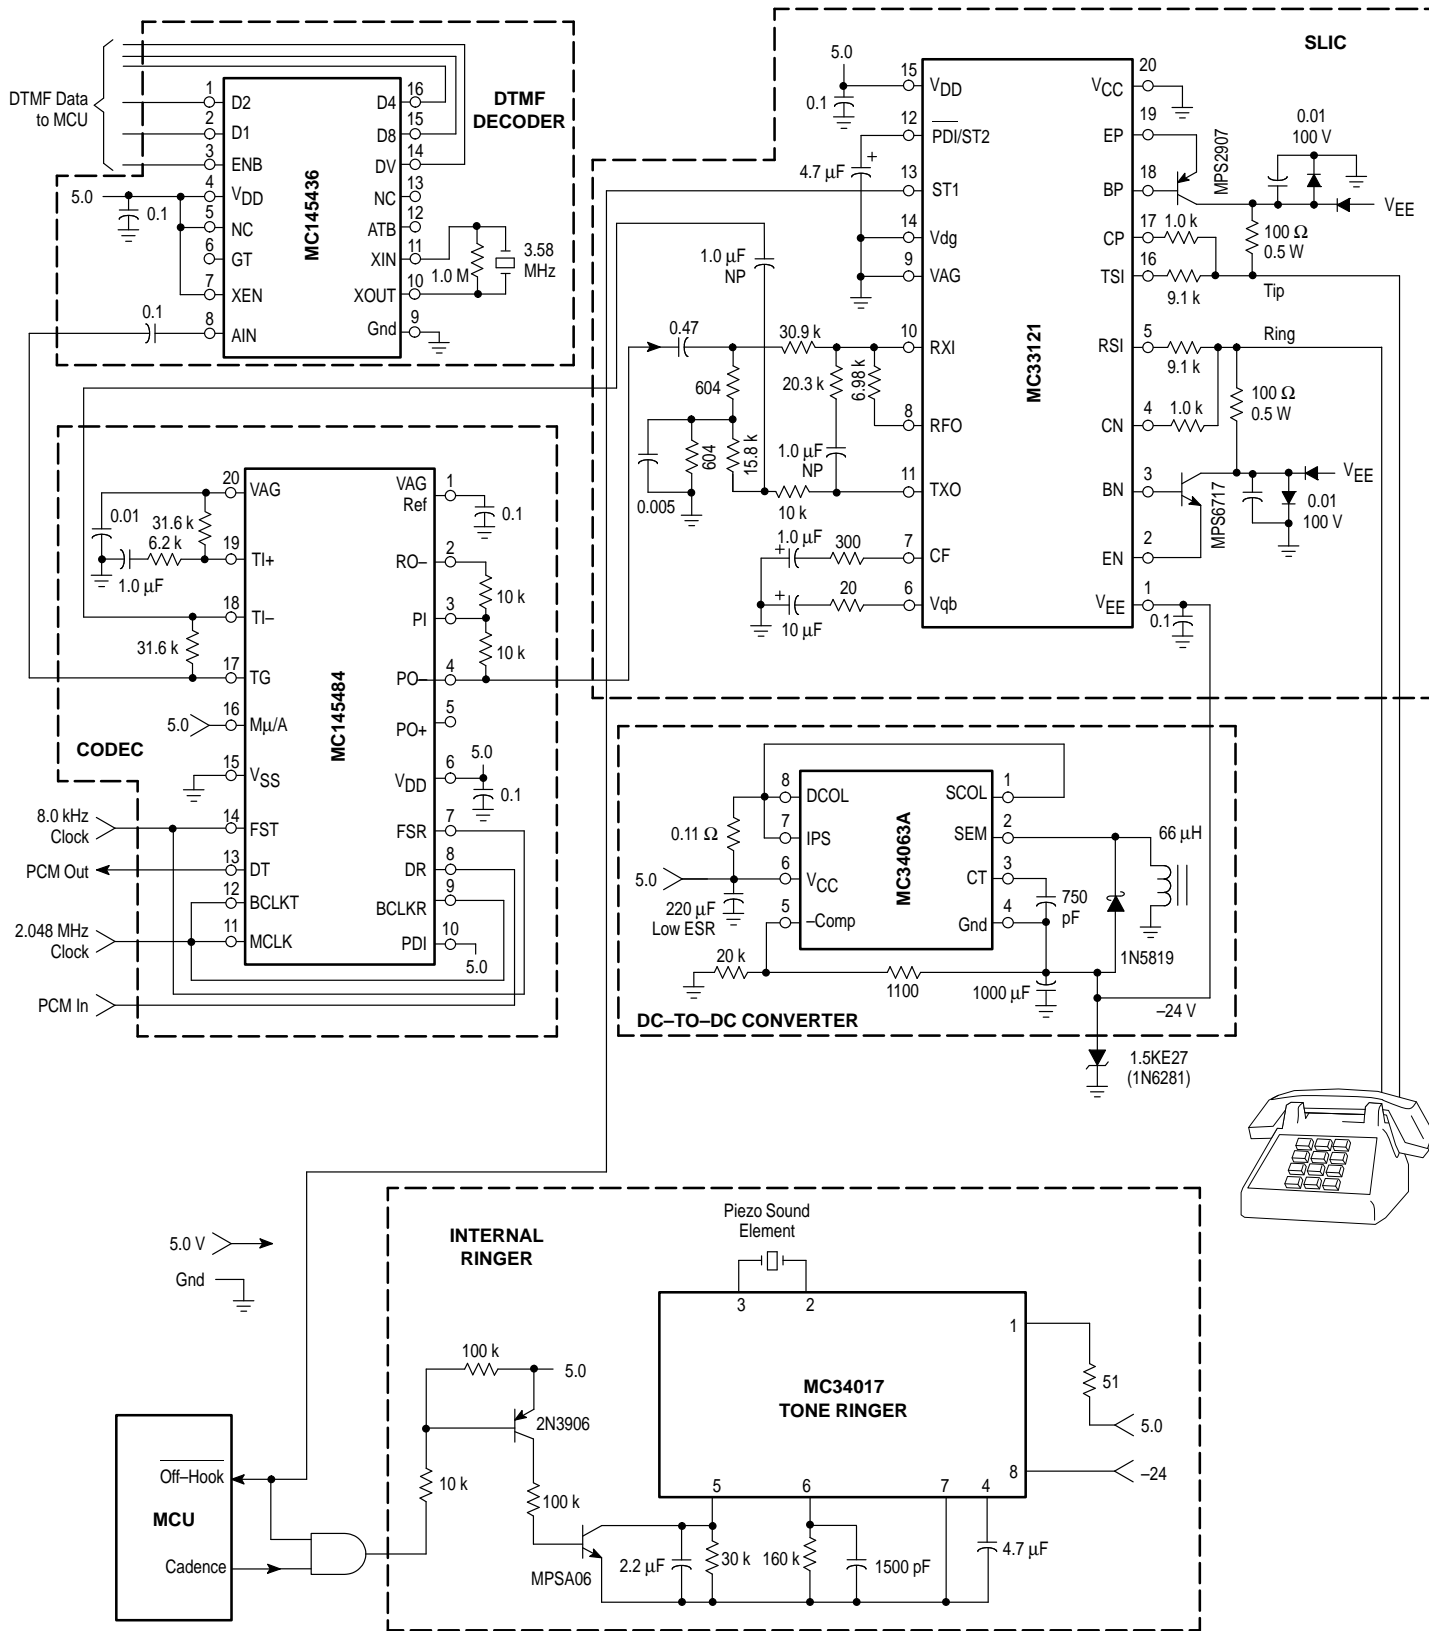 DTMF
DECODER
DTMF Data
to MCU
MC145436
1
D2
2
D1
3
ENB
4
VDD
5.0
0.1
5
NC
6
GT
7
XEN
8
AIN
0.1
16
D4
15
D8
14
DV
13
NC
12
ATB
11
XIN
10
XOUT
9
Gnd
1.0 M
3.58
MHz
SLIC
MC33121
5.0
0.1
15
VDD
12
PDI/ST2
4.7 µF
+
13
ST1
14
Vdg
9
VAG
10
RXI
8
RFO
11
TXO
7
CF
6
Vqb
1.0 µF
NP
0.47
30.9 k
604
20.3 k
6.98 k
604
15.8 k
1.0 µF
NP
0.005
10 k
1.0 µF
+
300
+
10 µF
20
20
VCC
19
EP
18
BP
17
CP
16
TSI
5
RSI
4
CN
3
BN
2
EN
1
VEE
0.1
MPS2907
0.01
100 V
VEE
1.0 k
100 Ω
0.5 W
9.1 k
Tip
Ring
9.1 k
1.0 k
100 Ω
0.5 W
MPS6717
VEE
0.01
100 V
CODEC
MC145484
20
VAG
19
TI+
18
TI–
17
TG
16
Mµ/A
15
VSS
14
FST
13
DT
12
BCLKT
11
MCLK
0.01
31.6 k
6.2 k
1.0 µF
31.6 k
5.0
8.0 kHz
Clock
PCM Out
2.048 MHz
Clock
PCM In
1
VAG
Ref
0.1
2
RO–
10 k
3
PI
10 k
4
PO–
5
PO+
6
VDD
5.0
0.1
7
FSR
8
DR
9
BCLKR
10
PDI
5.0
MC34063A
8
DCOL
7
IPS
6
VCC
5
–Comp
1
SCOL
2
SEM
3
CT
4
Gnd
0.11 Ω
5.0
220 µF
Low ESR
66 µH
750
pF
1N5819
20 k
1100
1000 µF
–24 V
DC–TO–DC CONVERTER
1.5KE27
(1N6281)
5.0 V
Gnd
INTERNAL
RINGER
Piezo Sound
Element
3
2
MC34017
TONE RINGER
1
51
5.0
8
–24
5
6
7
4
100 k
5.0
2N3906
10 k
100 k
MPSA06
2.2 µF
30 k
160 k
1500 pF
4.7 µF
Off–Hook
MCU
Cadence